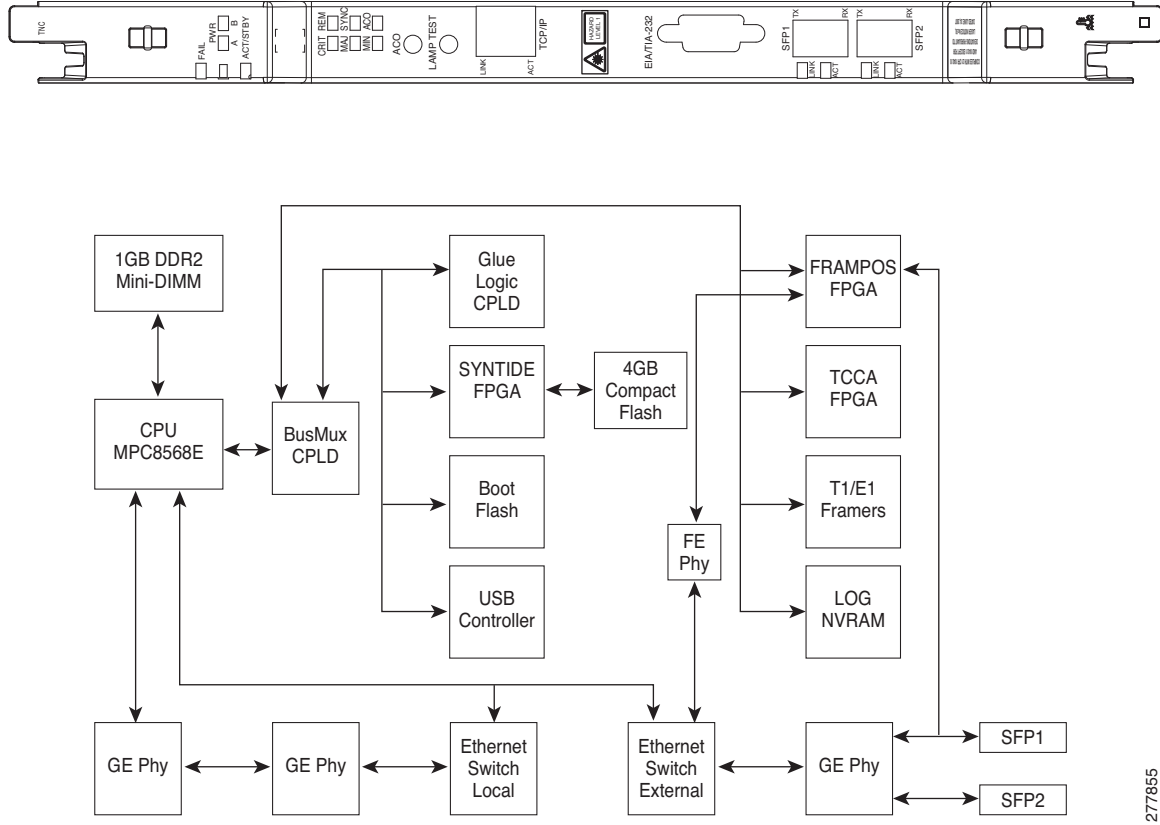 TNC
FAIL
PWR
A B
ACT/STBY
CRIT REM
MAJ SYNC
MIN ACO
ACO
LAMP TEST
LINK
ACT
TCP/IP
HAZARD
LEVEL 1
EIA/TIA-232
SFP1
TX
RX
LINK
ACT
TX
RX
SFP2
LINK
ACT
1GB DDR2
Mini-DIMM
Glue
Logic
CPLD
FRAMPOS
FPGA
CPU
MPC8568E
BusMux
CPLD
SYNTIDE
FPGA
4GB
Compact
Flash
TCCA
FPGA
Boot
Flash
FE
Phy
T1/E1
Framers
USB
Controller
LOG
NVRAM
GE Phy
GE Phy
Ethernet
Switch
Local
Ethernet
Switch
External
GE Phy
SFP1
SFP2
277855